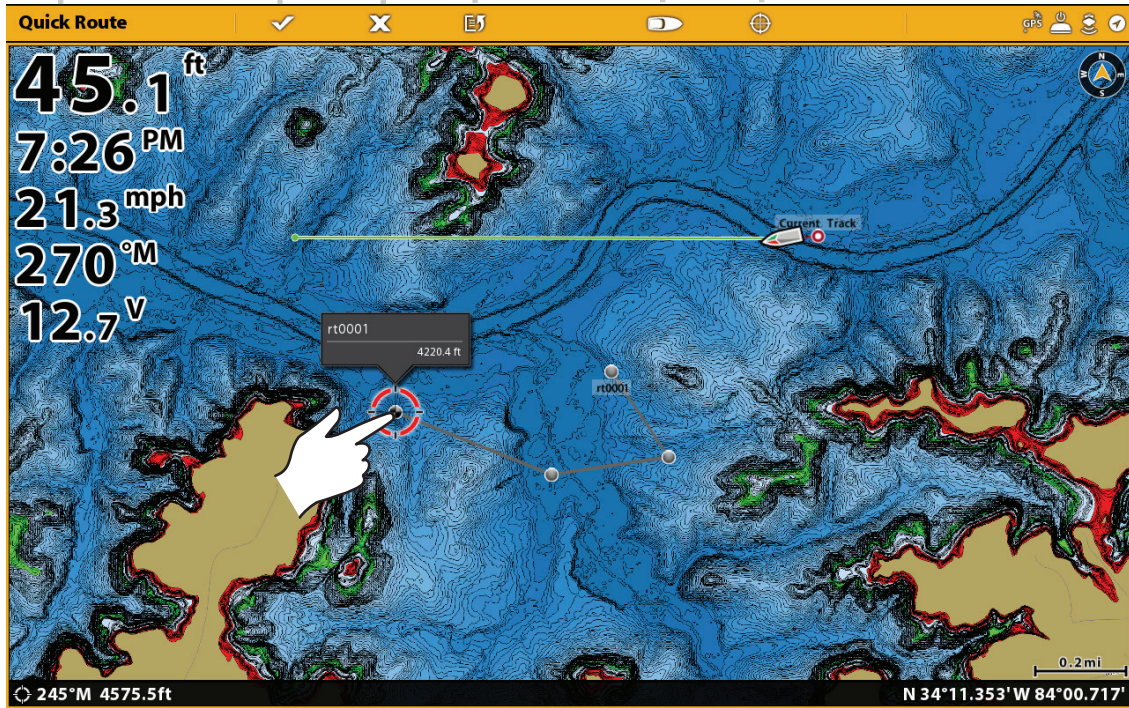 Quick Route
GPS
45.1 ft
7:26 PM
21.3 mph
270 °M
12.7 V
N
W E
S
Current Track
rt0001
4220.4 ft
rt0001
0.2mi
245°M 4575.5ft
N 34°11.353' W 84°00.717'